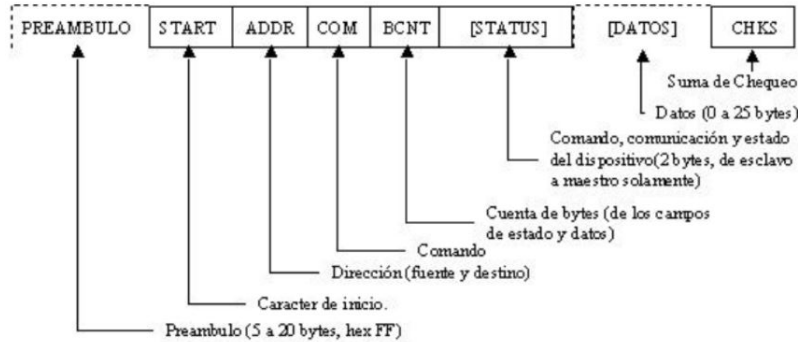 PREAMBULO START ADDR COM BCNT [STATUS] [DATOS] CHKS
Suma de Chequeo
Datos (0 a 25 bytes)
Comando, comunicación y estado
del dispositivo(2 bytes, de esclavo
a maestro solamente)
Cuenta de bytes (de los campos
de estado y datos)
Comando
Dirección (fuente y destino)
Caracter de inicio.
Preambulo (5 a 20 bytes, hex FF)